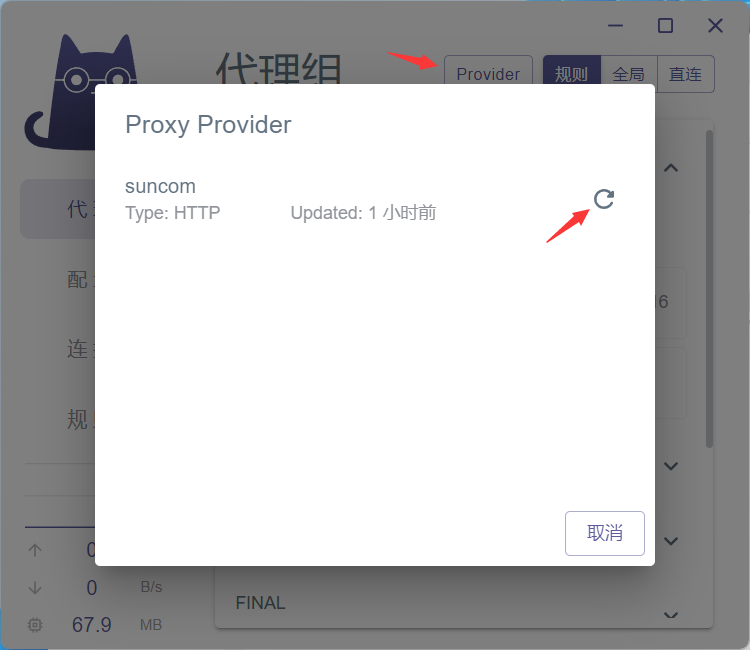 代理组
Provider
规则
全局
直连
Proxy Provider
suncom
Type: HTTP
Updated: 1 小时前
代
配
连
规
6
取消
0
0
B/s
67.9
MB
FINAL